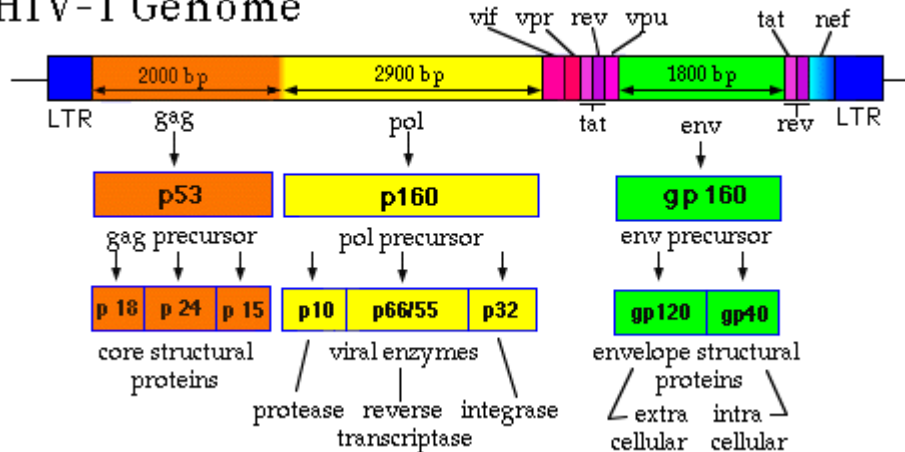 HIV-1 Genome
vif vpr rev vpu tat nef
2000 bp 2900 bp 1800 bp
LTR gag pol tat env rev LTR
p53 p160 gp 160
gag precursor pol precursor env precursor
p 18 p 24 p 15 p10 p66/55 p32 gp120 gp40
core structural viral enzymes envelope structural
proteins proteins
protease reverse integrase extra intra
transcriptase cellular cellular